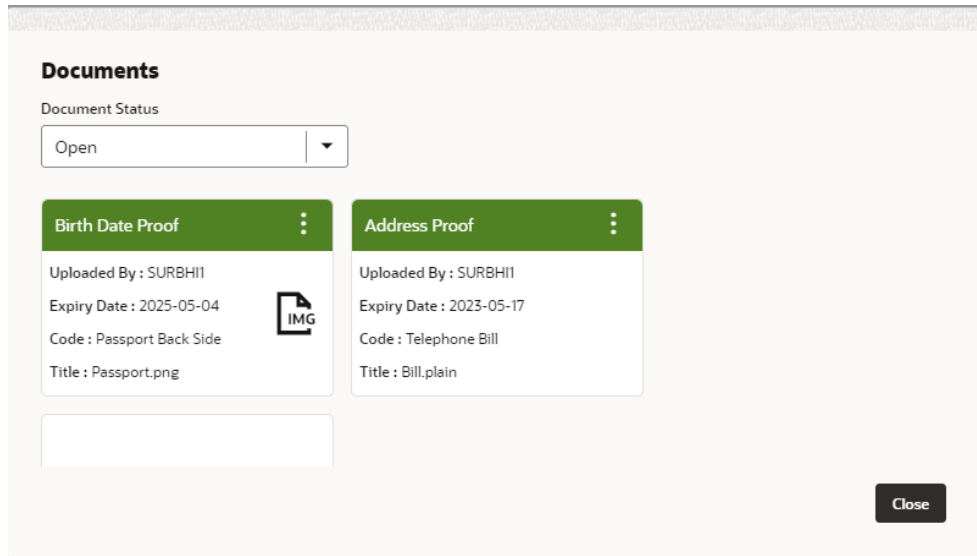 Documents
Document Status
Open
Birth Date Proof
Uploaded By : SURBHI1
Expiry Date : 2025-05-04
Code : Passport Back Side
Title : Passport.png
IMG
Address Proof
Uploaded By : SURBHI1
Expiry Date : 2023-05-17
Code : Telephone Bill
Title : Bill.plain
Close